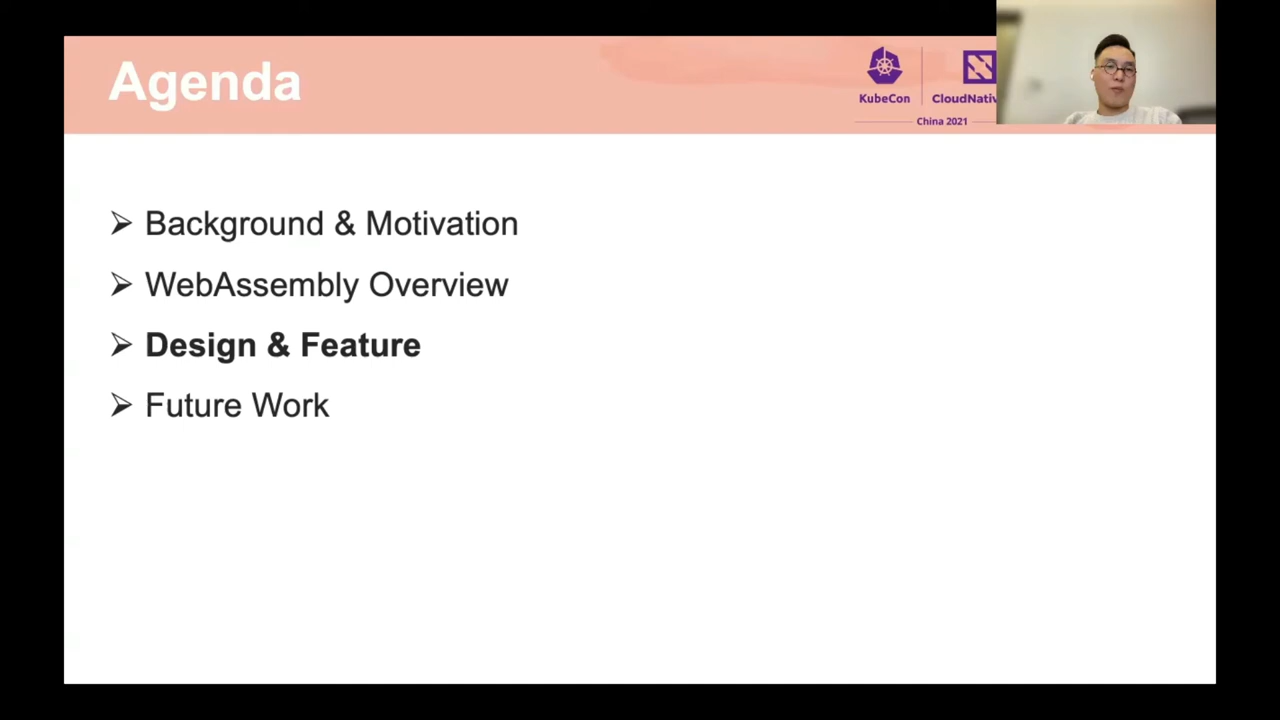 Agenda
KubeCon
CloudNativ
China 2021
Background & Motivation
WebAssembly Overview
Design & Feature
Future Work